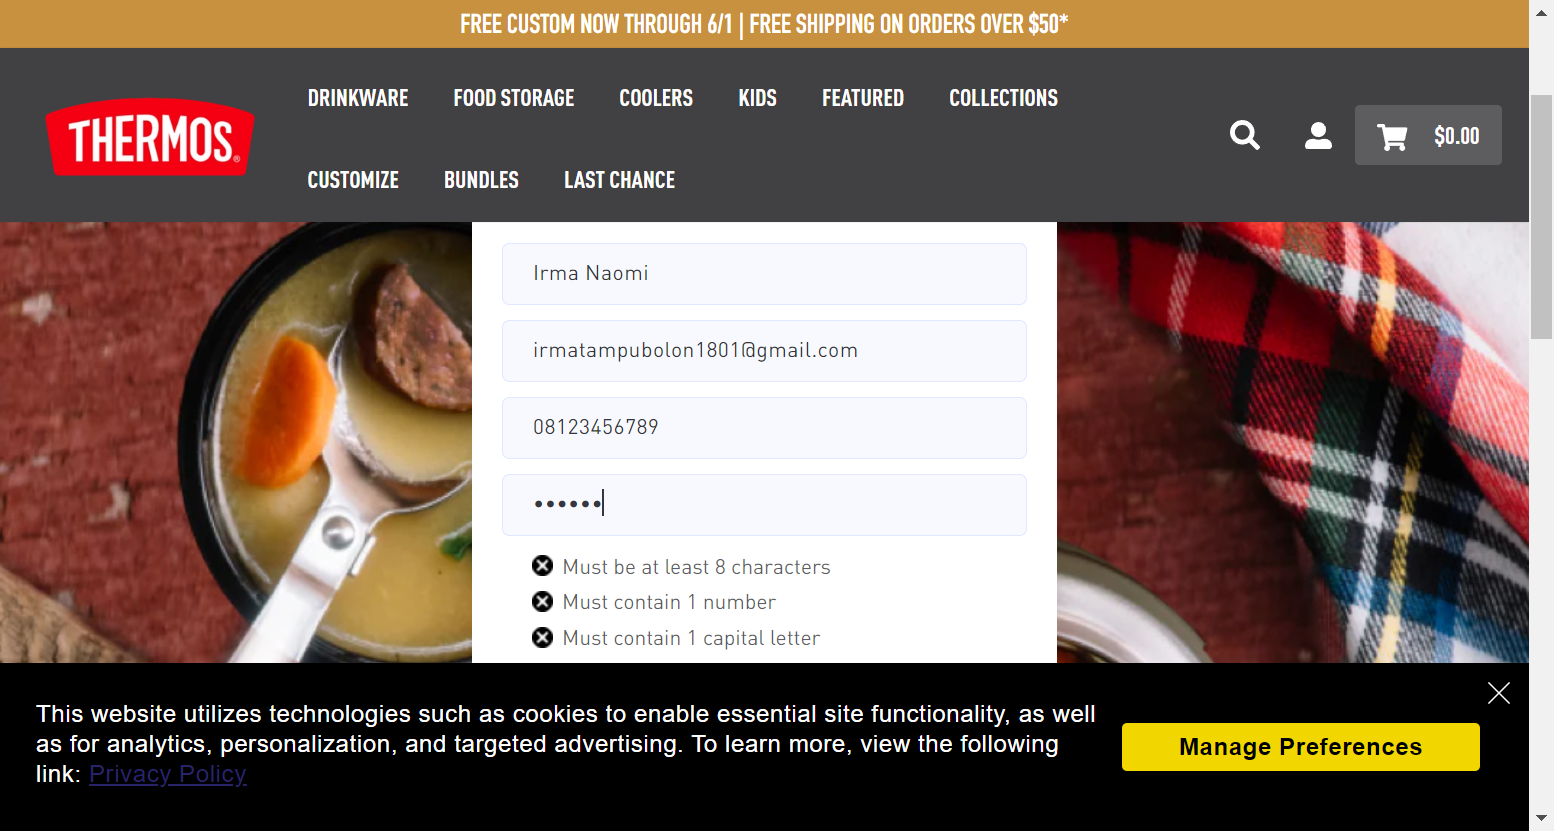 FREE CUSTOM NOW THROUGH 6/1 | FREE SHIPPING ON ORDERS OVER $50*
THERMOS®
DRINKWARE FOOD STORAGE COOLERS KIDS FEATURED COLLECTIONS
CUSTOMIZE BUNDLES LAST CHANCE
$0.00
Irma Naomi
irmatampubolon1801@gmail.com
08123456789
••••••
Must be at least 8 characters
Must contain 1 number
Must contain 1 capital letter
This website utilizes technologies such as cookies to enable essential site functionality, as well
as for analytics, personalization, and targeted advertising. To learn more, view the following
link: Privacy Policy
Manage Preferences